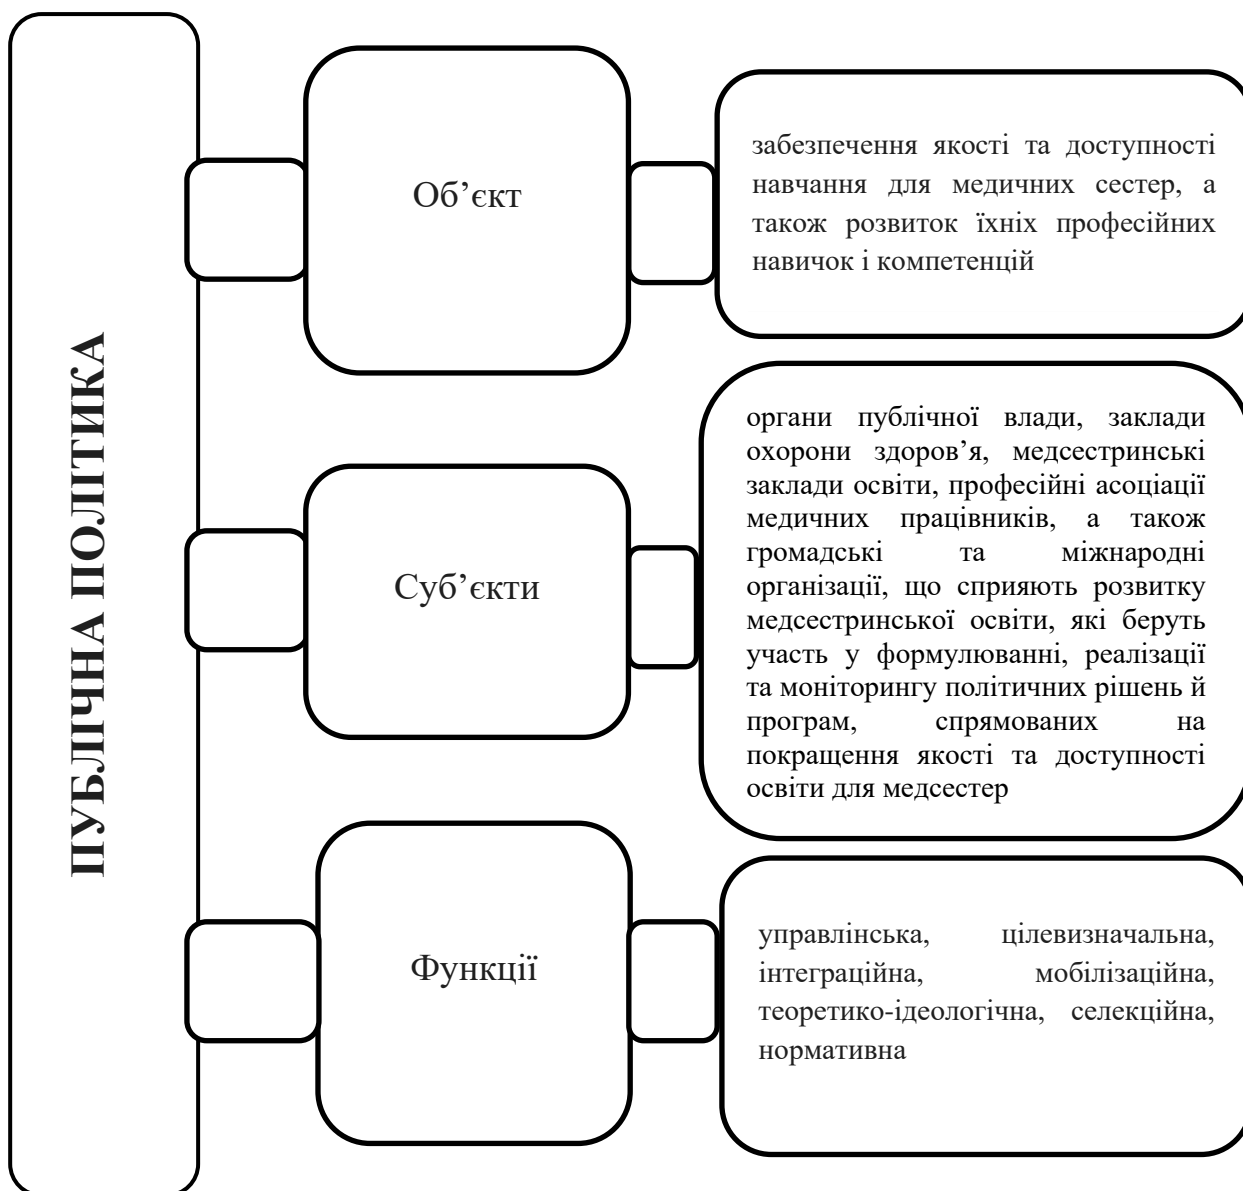 ПУБЛІЧНА ПОЛІТИКА
Об’єкт
забезпечення якості та доступності
навчання для медичних сестер, а
також розвиток їхніх професійних
навичок і компетенцій
Суб’єкти
органи публічної влади, заклади
охорони здоров’я, медсестринські
заклади освіти, професійні асоціації
медичних працівників, а також
громадські та міжнародні
організації, що сприяють розвитку
медсестринської освіти, які беруть
участь у формулюванні, реалізації
та моніторингу політичних рішень й
програм, спрямованих на
покращення якості та доступності
освіти для медсестер
Функції
управлінська, цілевизначальна,
інтеграційна, мобілізаційна,
теоретико-ідеологічна, селекційна,
нормативна